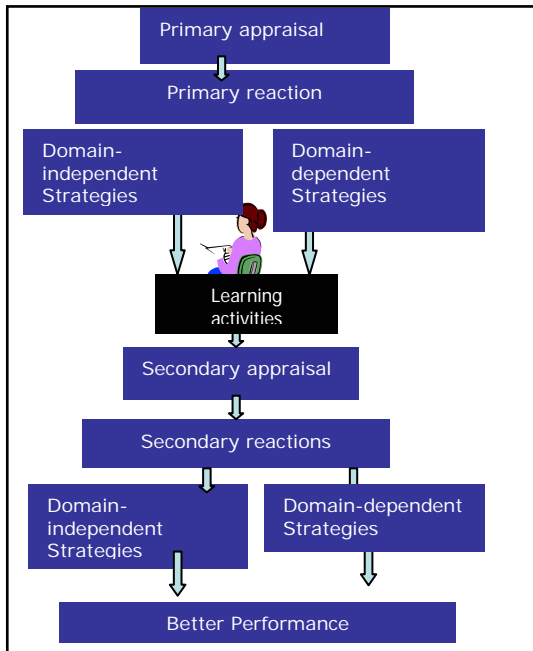 Primary appraisal
Primary reaction
Domain-
independent
Strategies
Domain-
dependent
Strategies
Learning
activities
Secondary appraisal
Secondary reactions
Domain-
independent
Strategies
Domain-dependent
Strategies
Better Performance